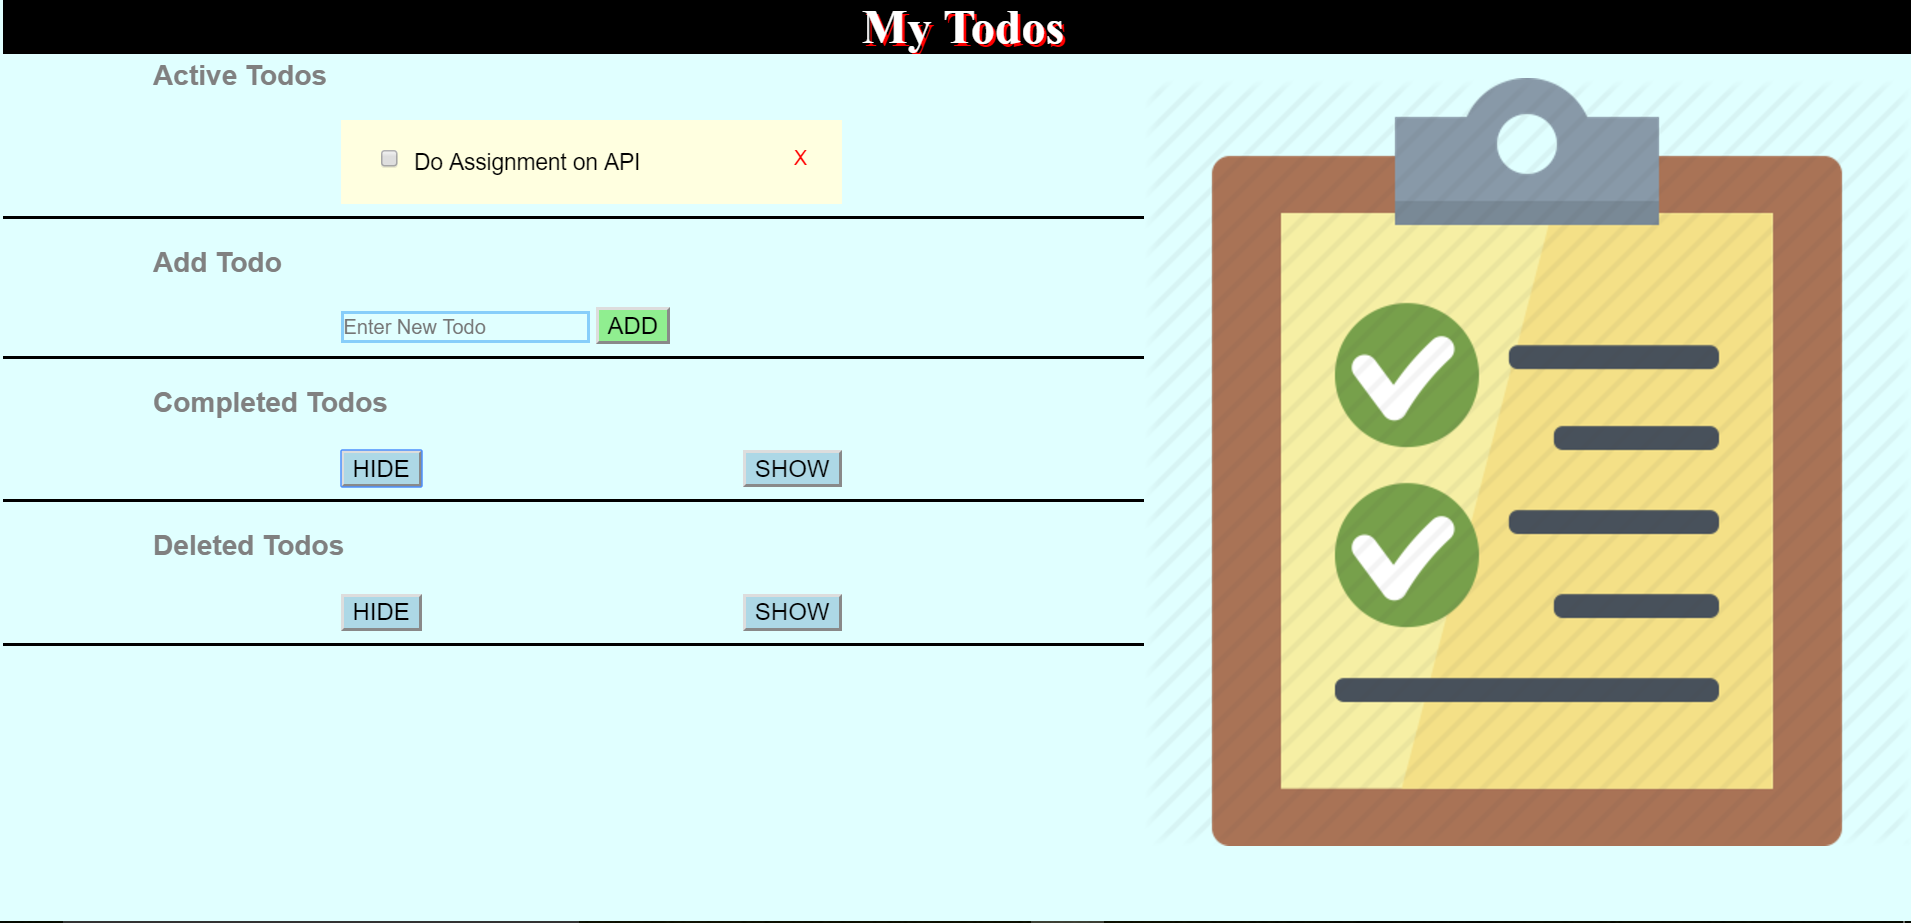 My Todos
Active Todos
Do Assignment on API X
Add Todo
Enter New Todo ADD
Completed Todos
HIDE SHOW
Deleted Todos
HIDE SHOW